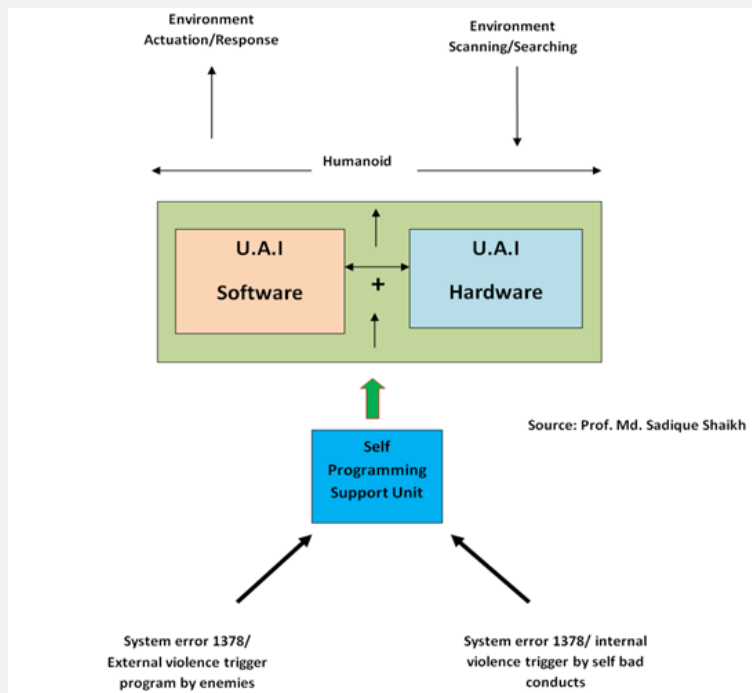 Environment
Actuation/Response
Environment
Scanning/Searching
Humanoid
U.A.I
Software
+
U.A.I
Hardware
Self
Programming
Support Unit
Source: Prof. Md. Sadique Shaikh
System error 1378/
External violence trigger
program by enemies
System error 1378/ internal
violence trigger by self bad
conducts